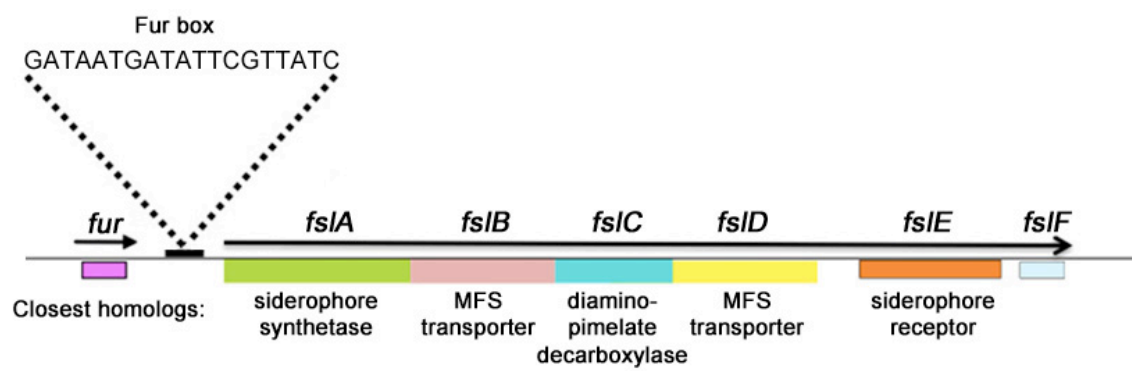 Fur box
GATAATGATATTCGTTATC
fur fslA fslB fslC fslD fslE fslF
Closest homologs:
siderophore synthetase
MFS transporter
diamino-
pimelate
decarboxylase
MFS transporter
siderophore receptor